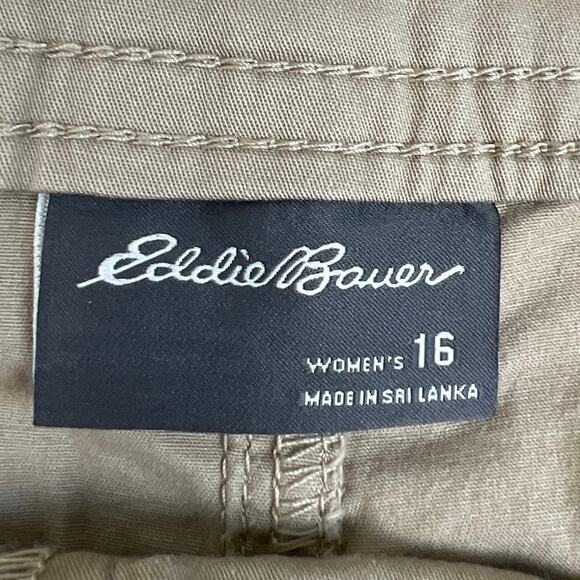 Eddie Bauer
WOMEN'S 16
MADE IN SRI LANKA